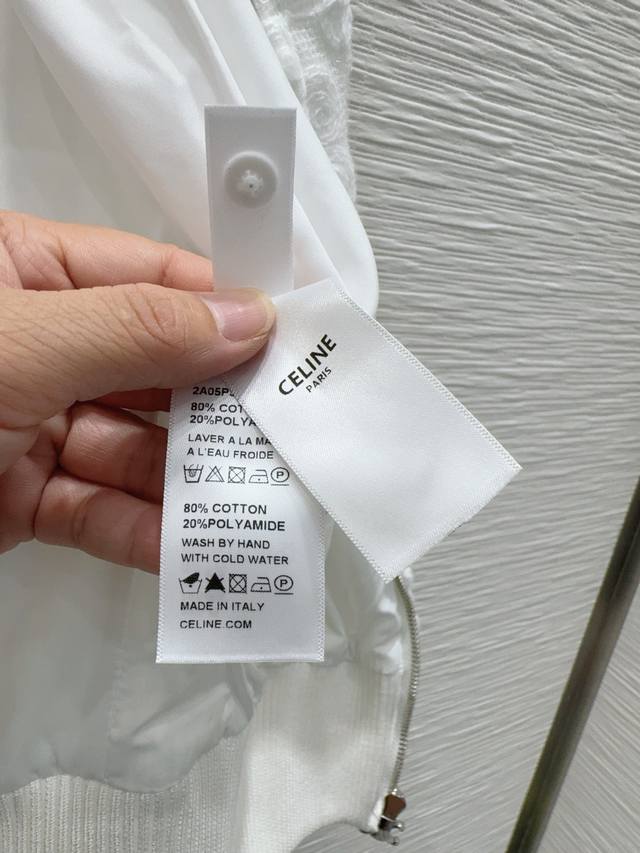 CELINE
PARIS
2A05P
80% COT
20%POLYA
LAVER A LA MA
A L'EAU FROIDE
P
80% COTTON
20%POLYAMIDE
WASH BY HAND
WITH COLD WATER
P
MADE IN ITALY
CELINE.COM